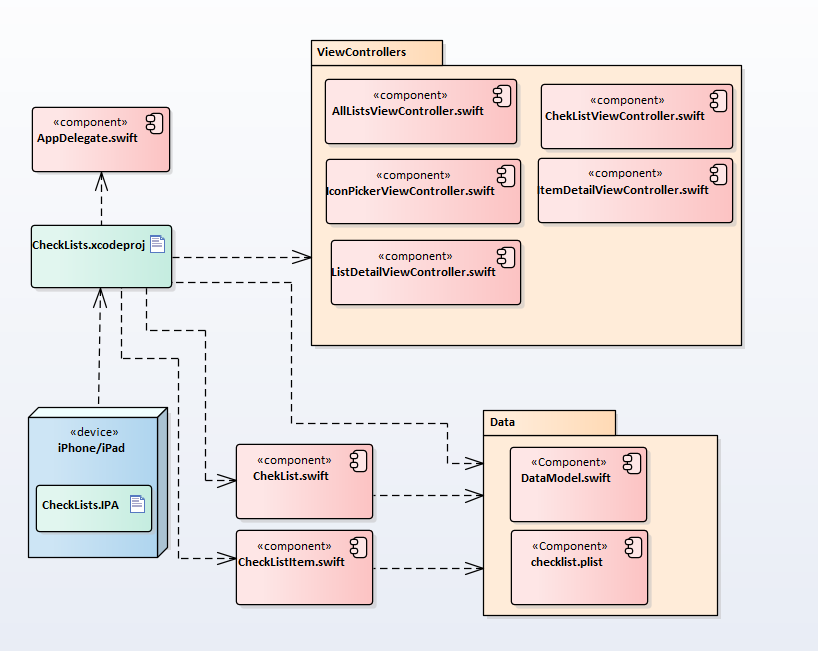 ViewControllers
«component»
AllListsViewController.swift
«component»
ChekListViewController.swift
«component»
AppDelegate.swift
«component»
IconPickerViewController.swift
«component»
ItemDetailViewController.swift
CheckLists.xcodeproj
«component»
ListDetailViewController.swift
«device»
iPhone/iPad
CheckLists.IPA
Data
«component»
ChekList.swift
«Component»
DataModel.swift
«component»
CheckListItem.swift
«Component»
checklist.plist